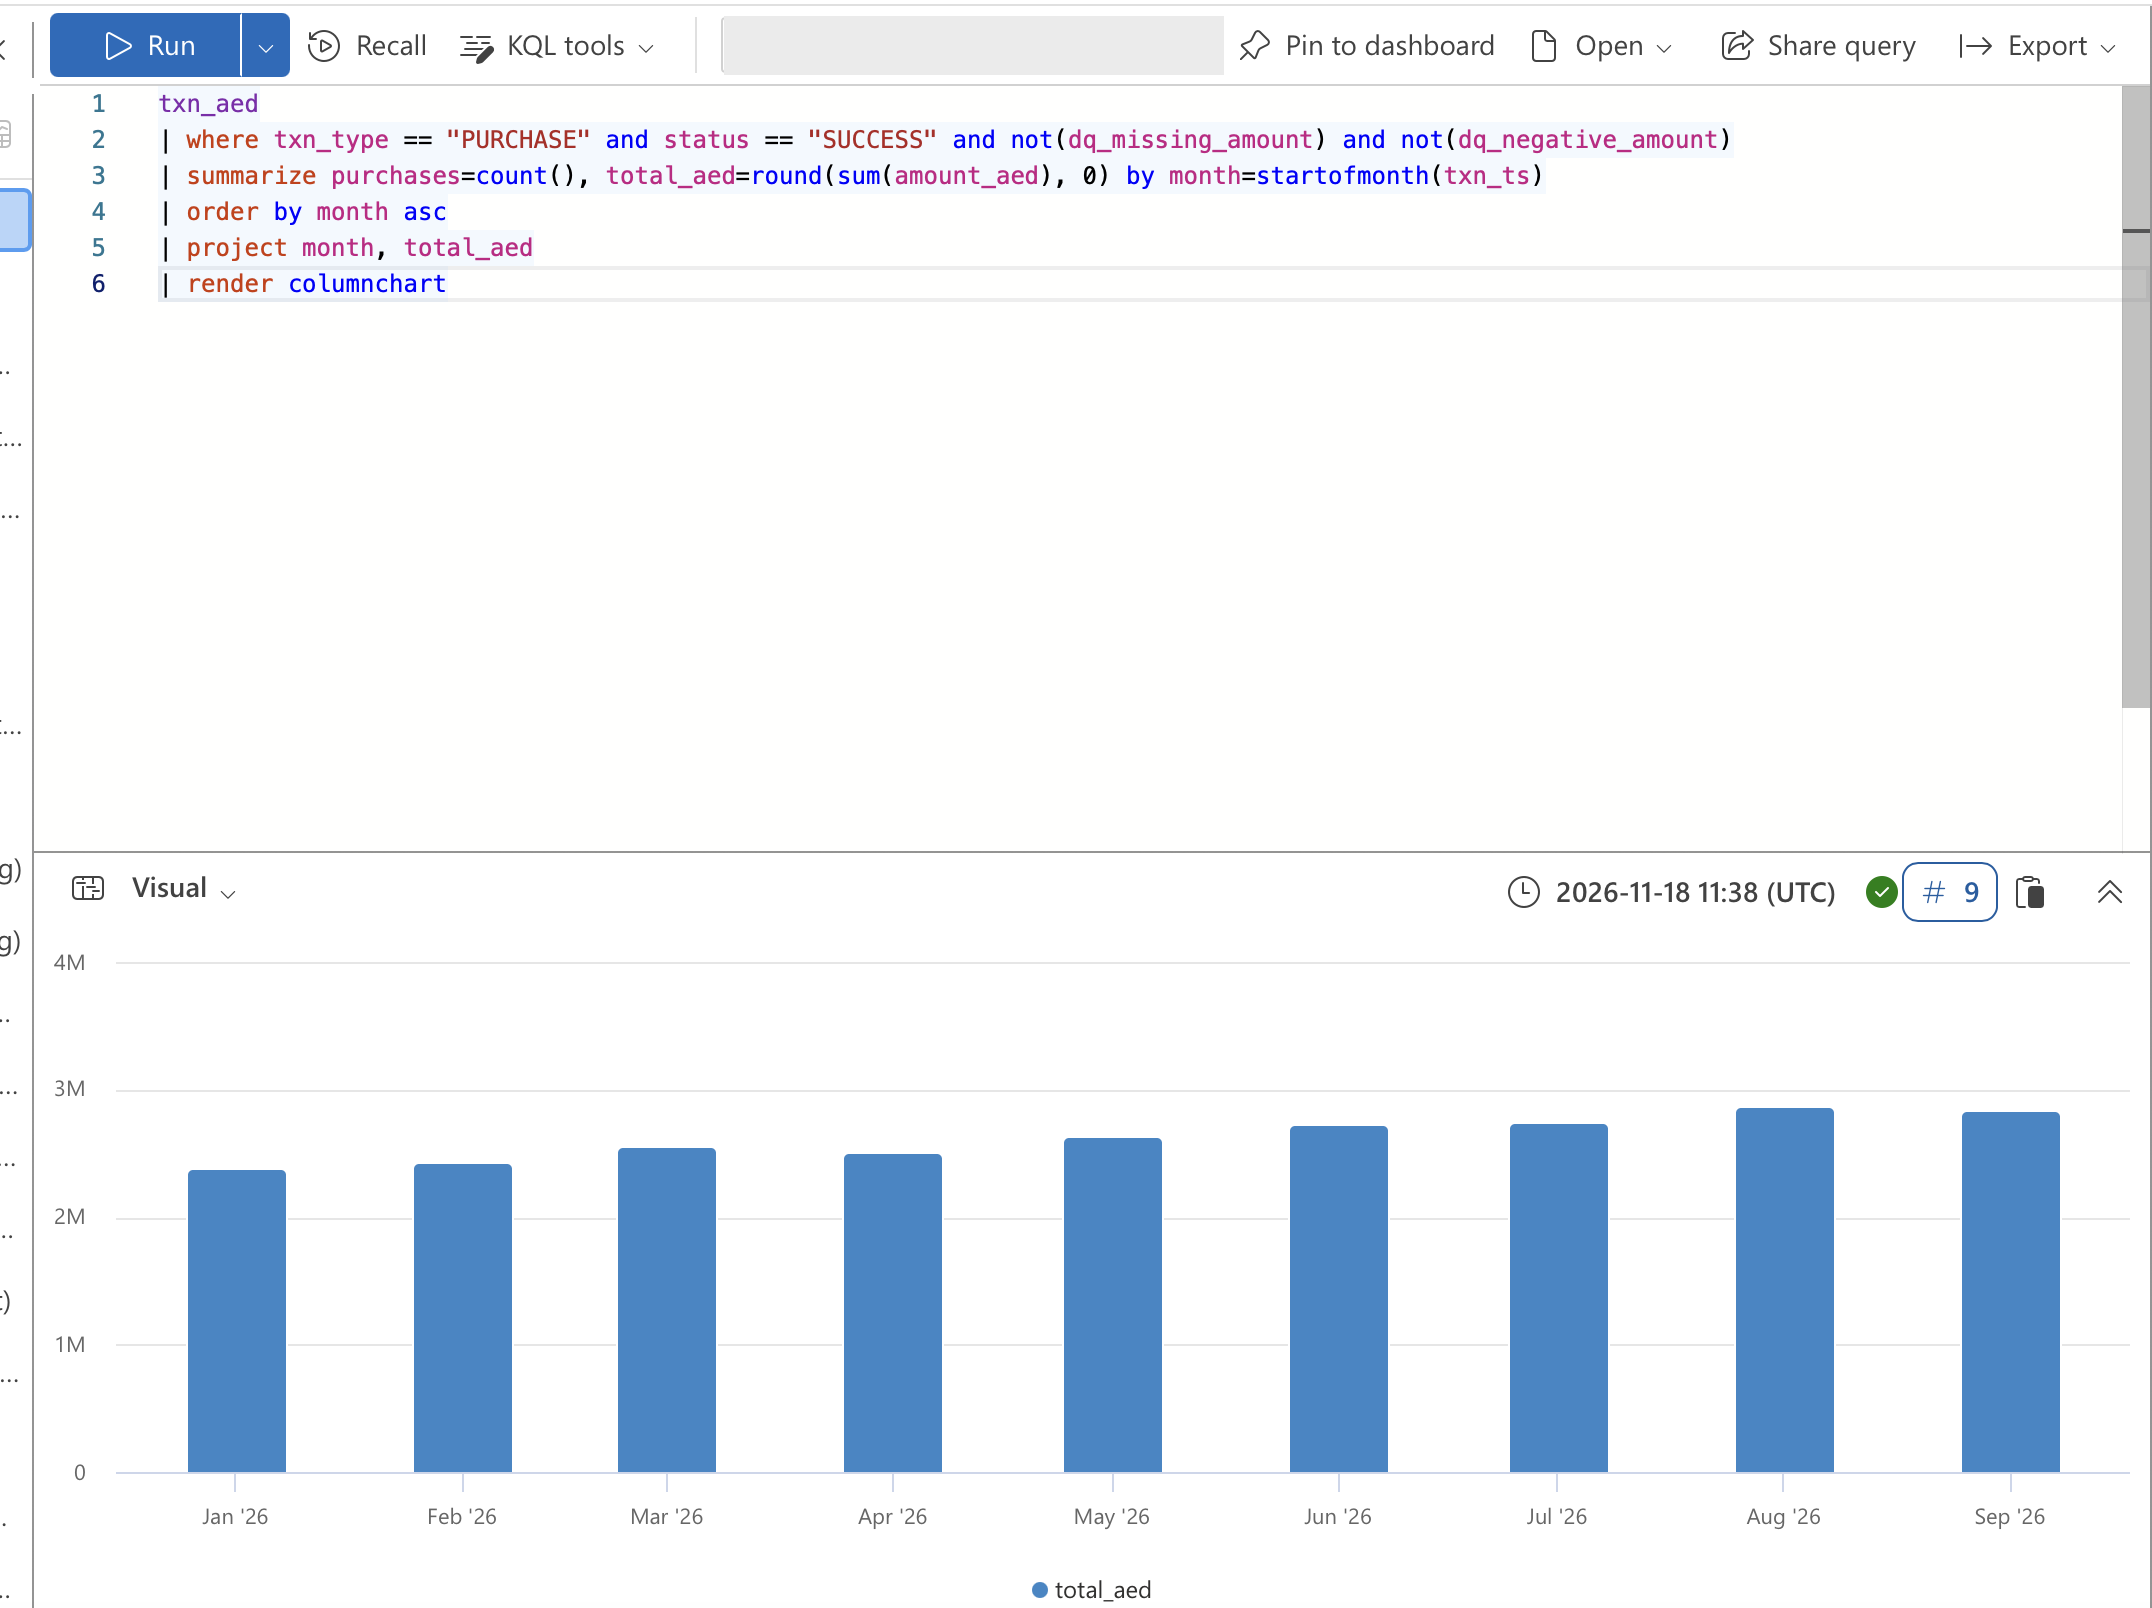 Run Recall KQL tools Pin to dashboard Open Share query Export
1 txn_aed
2 | where txn_type == "PURCHASE" and status == "SUCCESS" and not(dq_missing_amount) and not(dq_negative_amount)
3 | summarize purchases=count(), total_aed=round(sum(amount_aed), 0) by month=startofmonth(txn_ts)
4 | order by month asc
5 | project month, total_aed
6 | render columnchart
Visual 2026-11-18 11:38 (UTC) # 9
4M
3M
2M
1M
0
Jan '26 Feb '26 Mar '26 Apr '26 May '26 Jun '26 Jul '26 Aug '26 Sep '26
total_aed